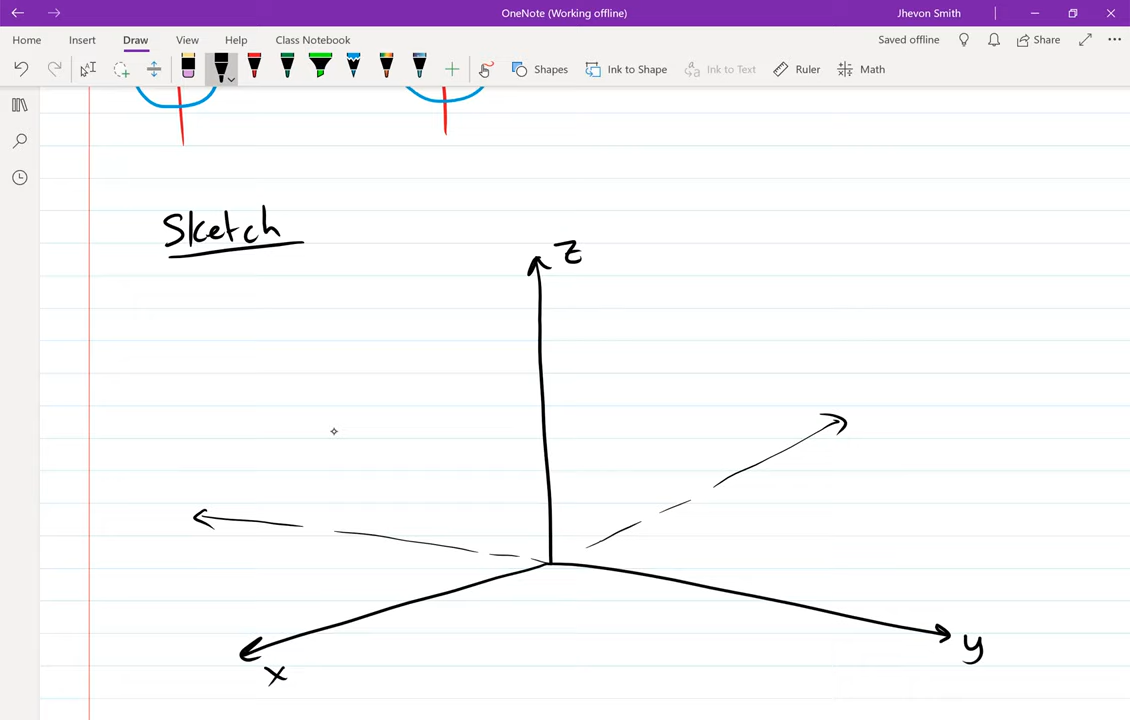 OneNote (Working offline)
Jhevon Smith
Home Insert Draw View Help Class Notebook
Saved offline Share
Shapes Ink to Shape Ink to Text Ruler Math
Sketch
z
x
y